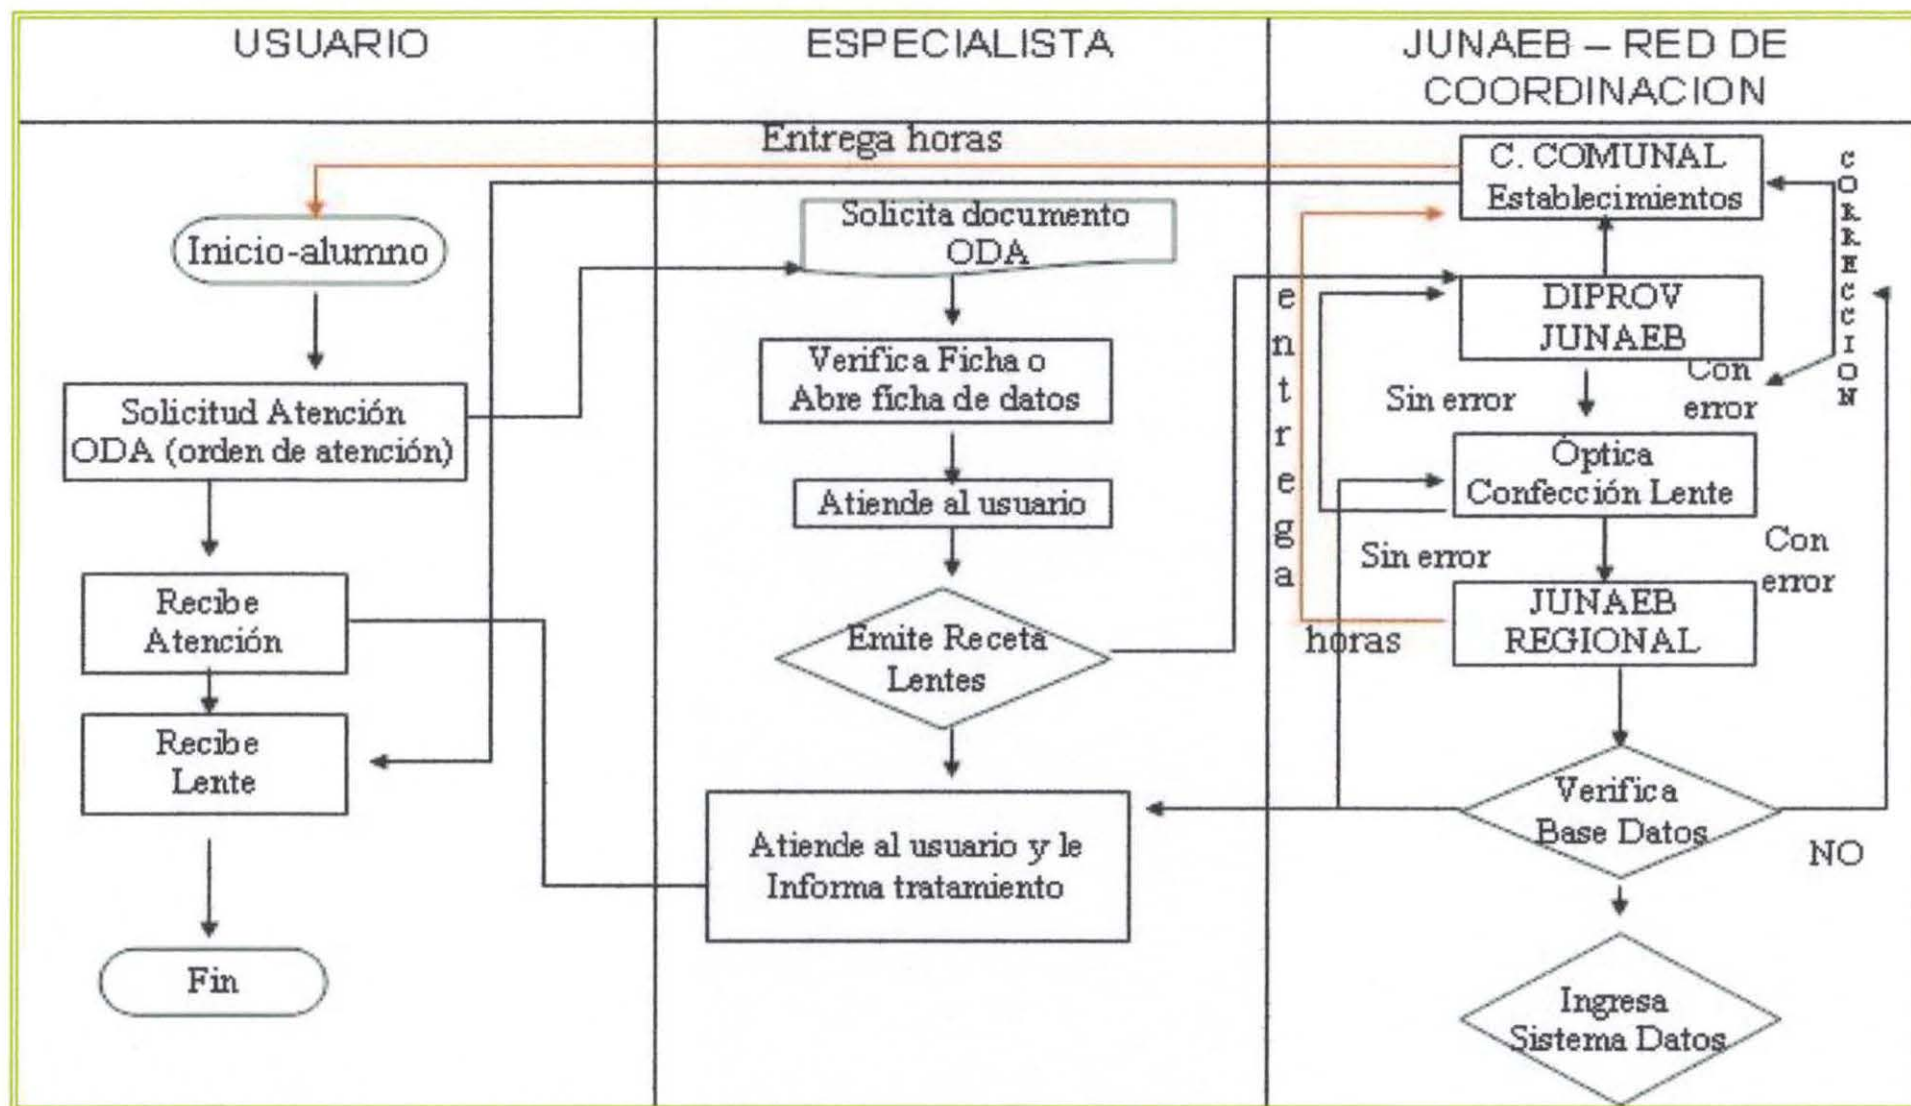 USUARIO
ESPECIALISTA
JUNAEB – RED DE
COORDINACION
Entrega horas
Inicio-alumno
Solicitud Atención
ODA (orden de atención)
Recibe
Atención
Recibe
Lente
Fin
Solicita documento
ODA
Verifica Ficha o
Abre ficha de datos
Atiende al usuario
Emite Receta
Lentes
Atiende al usuario y le
Informa tratamiento
C. COMUNAL
Establecimientos
CORRECCION
entrega
horas
DIPROV
JUNAEB
Sin error
Con
error
Óptica
Confección Lente
Sin error
Con
error
JUNAEB
REGIONAL
Verifica
Base Datos
NO
Ingresa
Sistema Datos